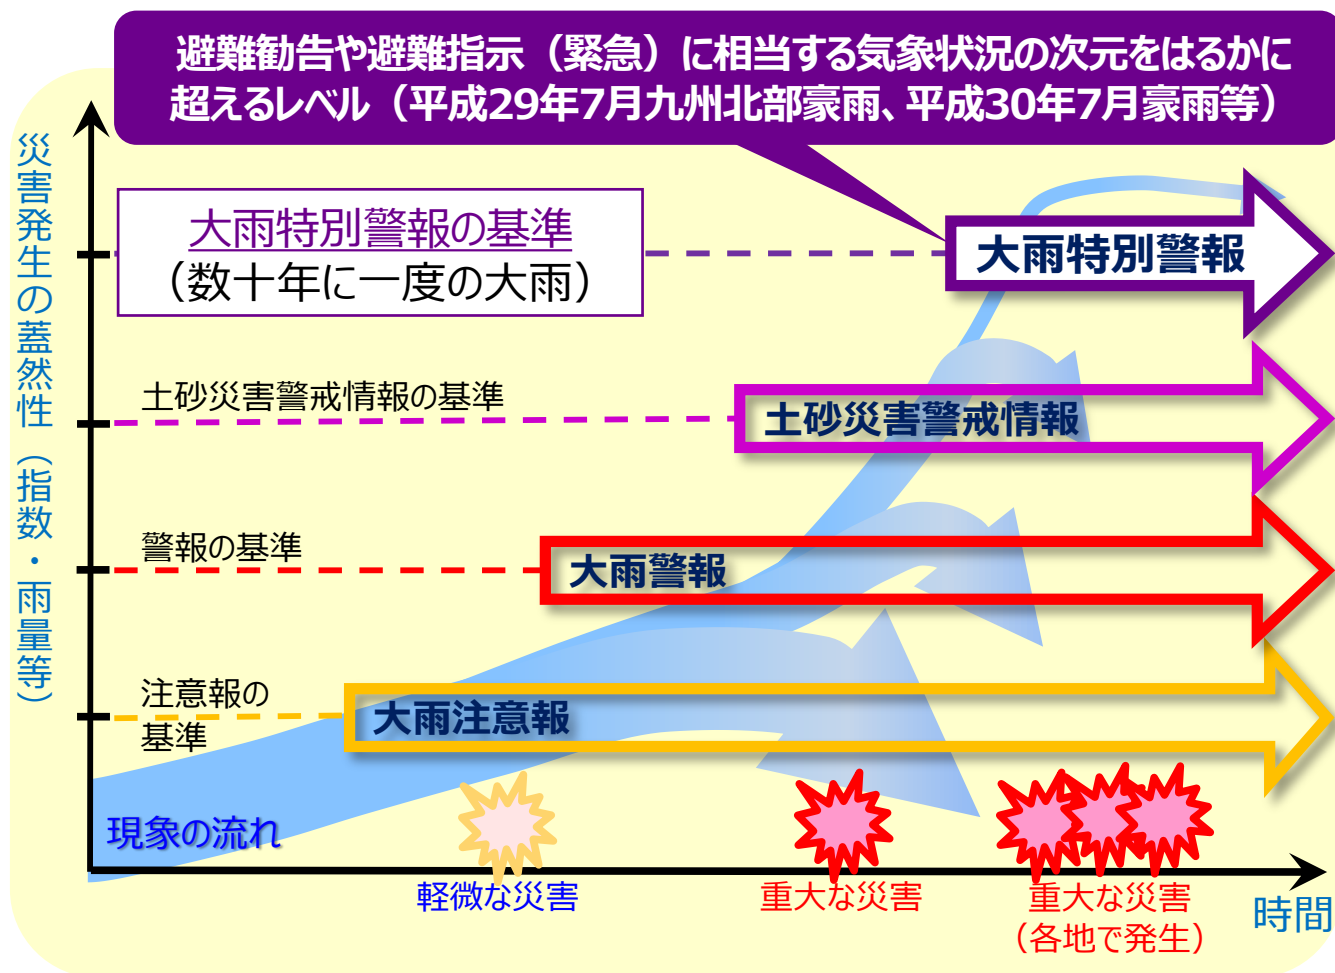 避難勧告や避難指示（緊急）に相当する気象状況の次元をはるかに
超えるレベル（平成29年7月九州北部豪雨、平成30年7月豪雨等）
災害発生の蓋然性（指数・雨量等）
大雨特別警報の基準
（数十年に一度の大雨）
大雨特別警報
土砂災害警戒情報の基準
土砂災害警戒情報
警報の基準
大雨警報
注意報の
基準
大雨注意報
現象の流れ
軽微な災害
重大な災害
重大な災害
（各地で発生）
時間